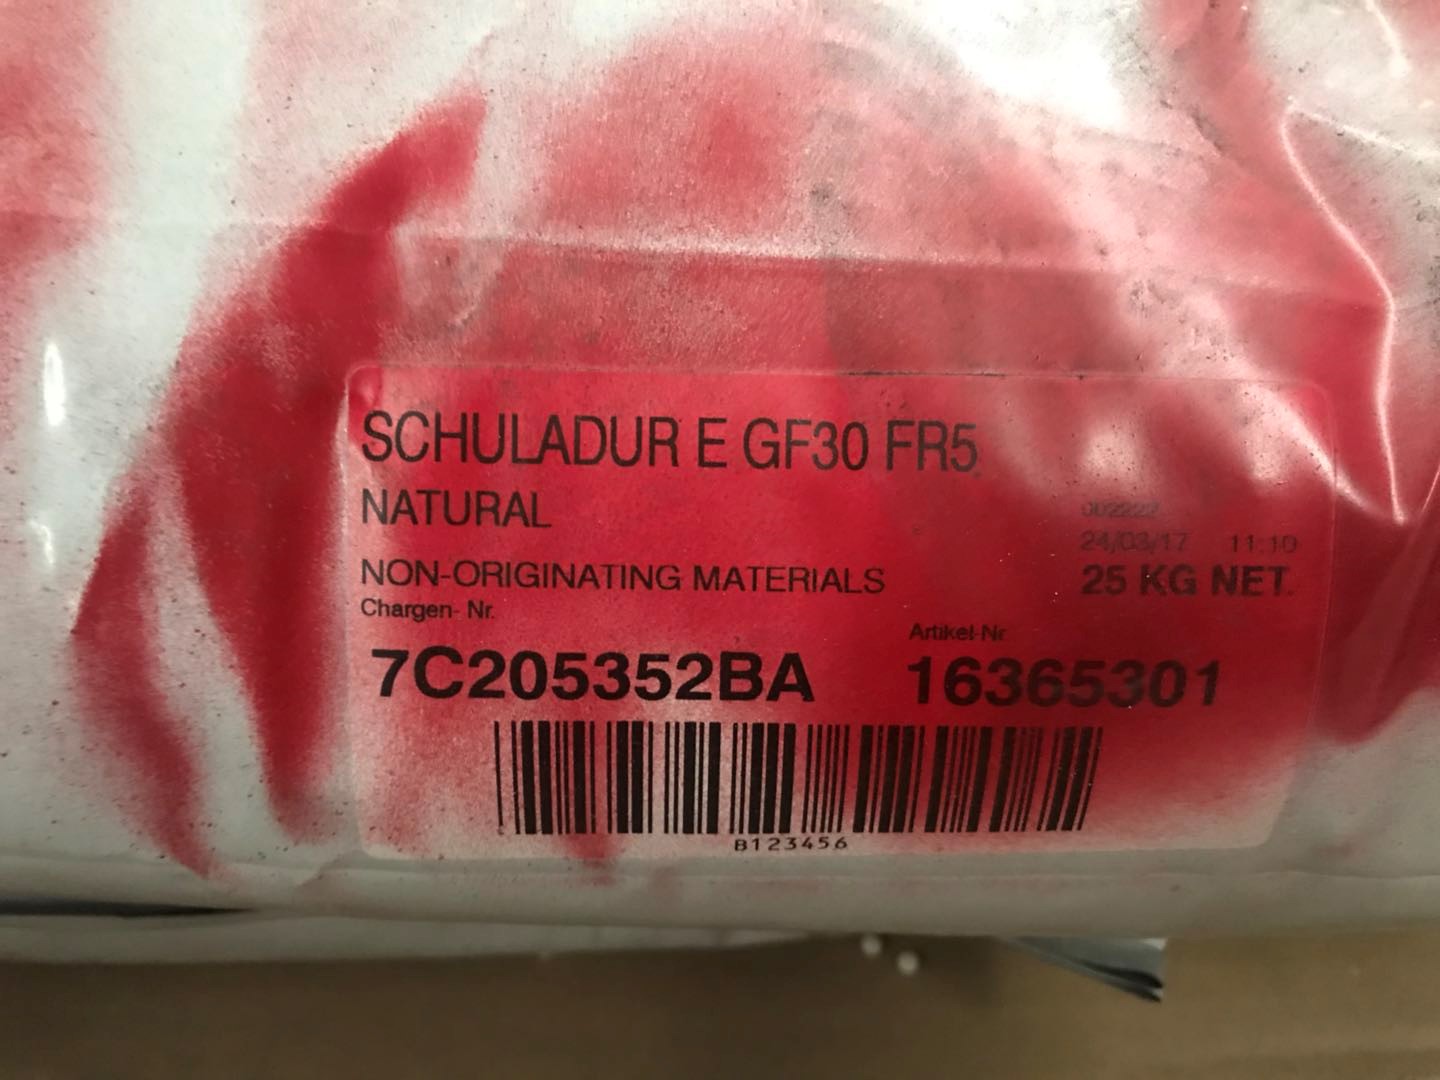 SCHULADUR E GF30 FR5
NATURAL
002222
24/03/17 11:10
NON-ORIGINATING MATERIALS
25 KG NET.
Chargen- Nr.
Artikel-Nr
7C205352BA
16365301
B123456